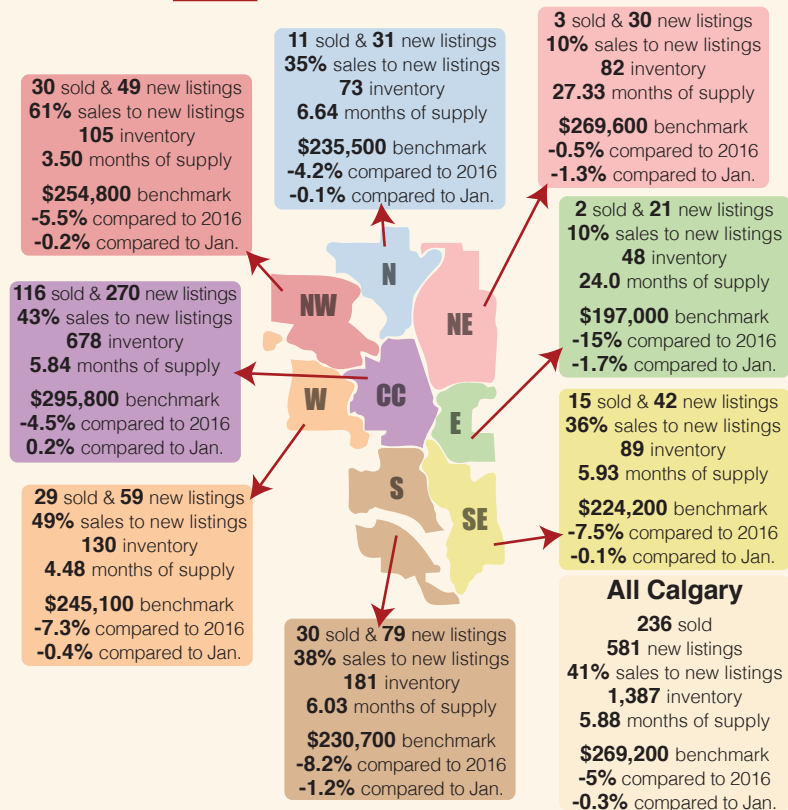 11 sold & 31 new listings
35% sales to new listings
73 inventory
6.64 months of supply
$235,500 benchmark
-4.2% compared to 2016
-0.1% compared to Jan.
3 sold & 30 new listings
10% sales to new listings
82 inventory
27.33 months of supply
$269,600 benchmark
-0.5% compared to 2016
-1.3% compared to Jan.
30 sold & 49 new listings
61% sales to new listings
105 inventory
3.50 months of supply
$254,800 benchmark
-5.5% compared to 2016
-0.2% compared to Jan.
2 sold & 21 new listings
10% sales to new listings
48 inventory
24.0 months of supply
$197,000 benchmark
-15% compared to 2016
-1.7% compared to Jan.
N
NW
NE
W
CC
E
S
SE
116 sold & 270 new listings
43% sales to new listings
678 inventory
5.84 months of supply
$295,800 benchmark
-4.5% compared to 2016
0.2% compared to Jan.
15 sold & 42 new listings
36% sales to new listings
89 inventory
5.93 months of supply
$224,200 benchmark
-7.5% compared to 2016
-0.1% compared to Jan.
29 sold & 59 new listings
49% sales to new listings
130 inventory
4.48 months of supply
$245,100 benchmark
-7.3% compared to 2016
-0.4% compared to Jan.
30 sold & 79 new listings
38% sales to new listings
181 inventory
6.03 months of supply
$230,700 benchmark
-8.2% compared to 2016
-1.2% compared to Jan.
All Calgary
236 sold
581 new listings
41% sales to new listings
1,387 inventory
5.88 months of supply
$269,200 benchmark
-5% compared to 2016
-0.3% compared to Jan.